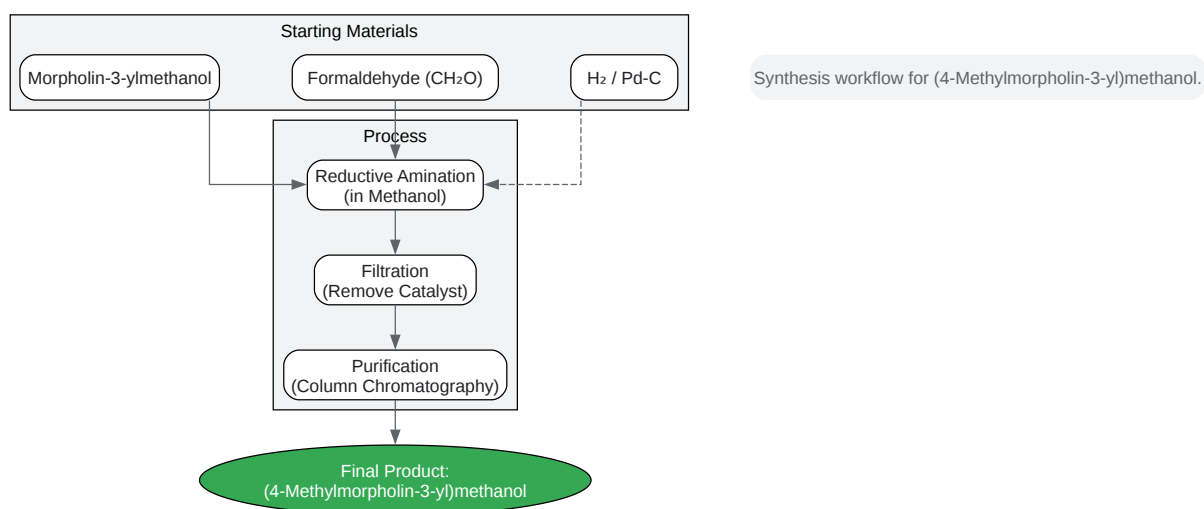 Starting Materials
Morpholin-3-ylmethanol
Formaldehyde (CH₂O)
H₂ / Pd-C
Synthesis workflow for (4-Methylmorpholin-3-yl)methanol.
Process
Reductive Amination
(in Methanol)
Filtration
(Remove Catalyst)
Purification
(Column Chromatography)
Final Product:
(4-Methylmorpholin-3-yl)methanol